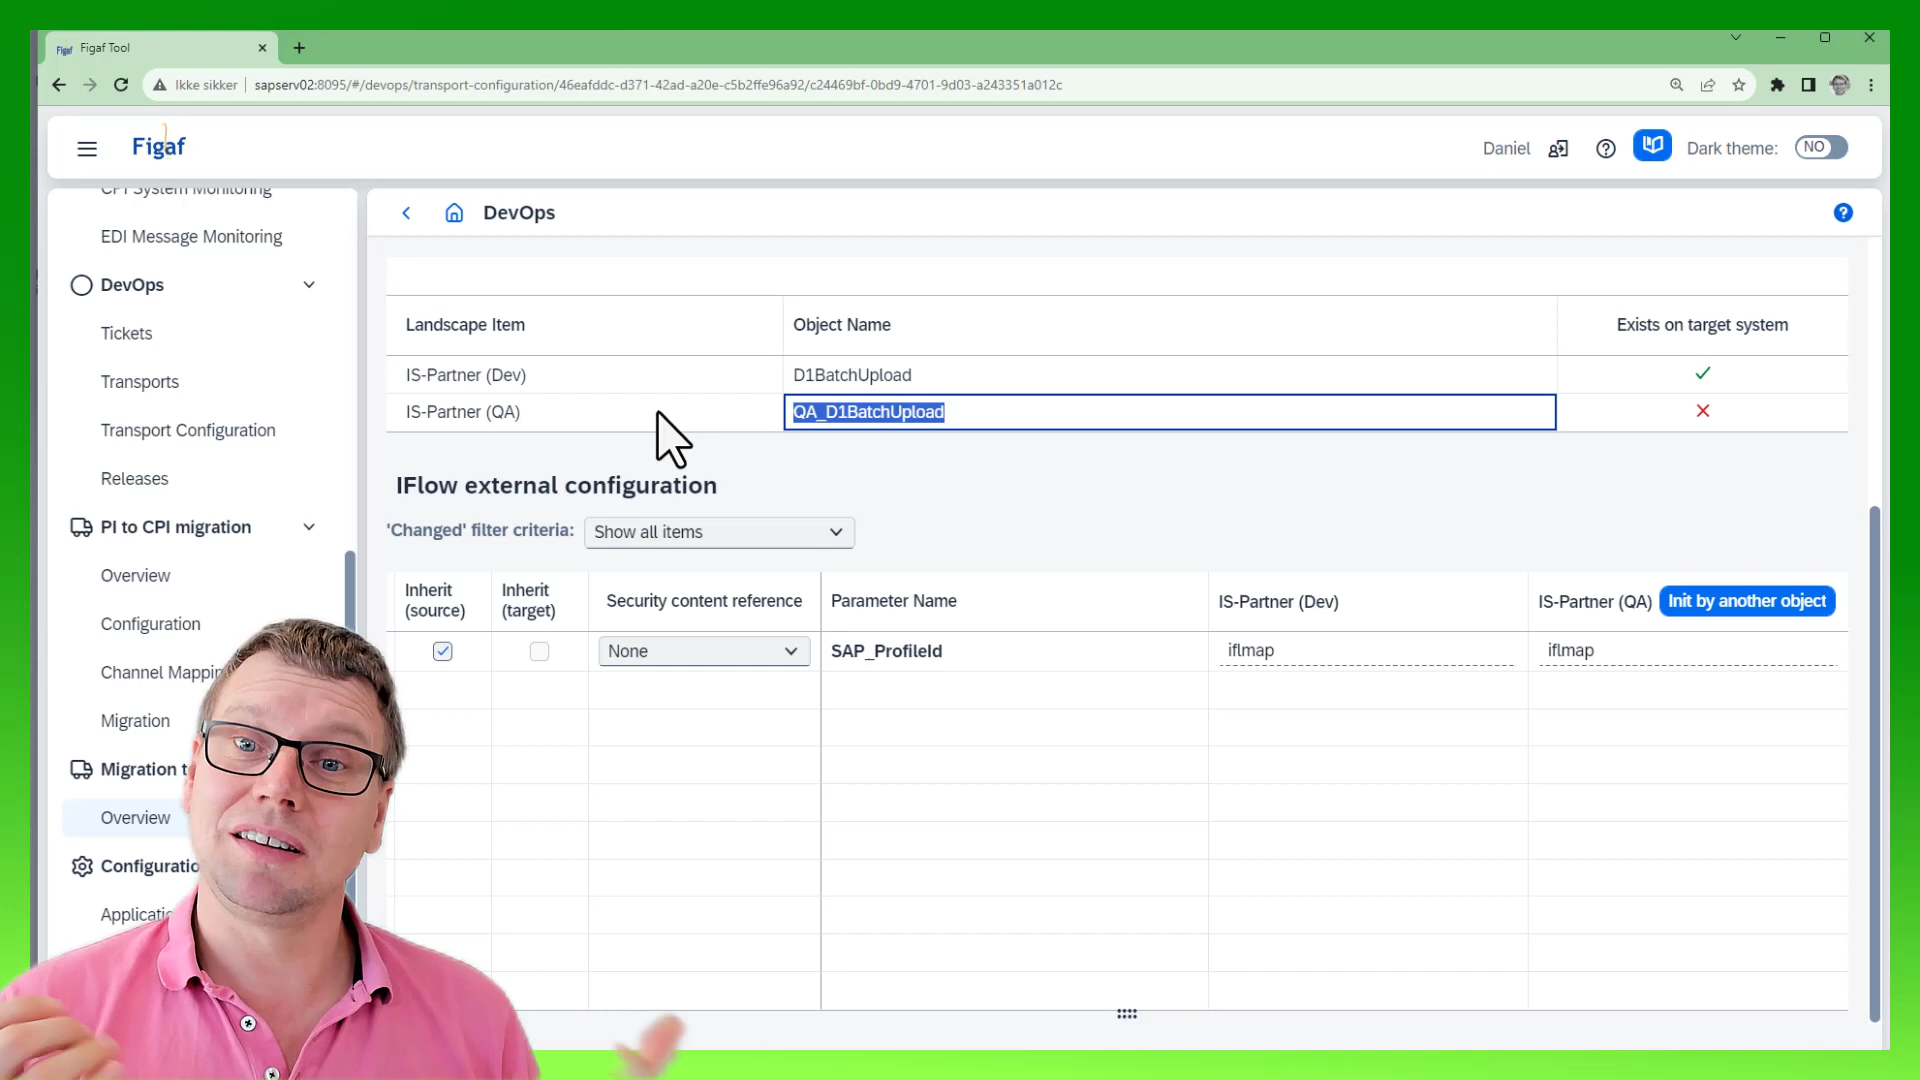 Figaf Figaf Tool
Ikke sikker sapserv02:8095/#/devops/transport-configuration/46eafddc-d371-42ad-a20e-c5b2ffe96a92/c24469bf-0bd9-4701-9d03-a243351a012c
Figaf
Daniel
Dark theme: NO
CPI System Monitoring
EDI Message Monitoring
DevOps
Tickets
Transports
Transport Configuration
Releases
PI to CPI migration
Overview
Configuration
Channel Mappin
Migration
Migration t
Overview
Configuratio
Applicati
DevOps
Landscape Item Object Name Exists on target system
IS-Partner (Dev) D1BatchUpload
IS-Partner (QA) QA_D1BatchUpload
IFlow external configuration
'Changed' filter criteria: Show all items
Inherit (source) Inherit (target) Security content reference Parameter Name IS-Partner (Dev) IS-Partner (QA) Init by another object
None SAP_ProfileId iflmap iflmap